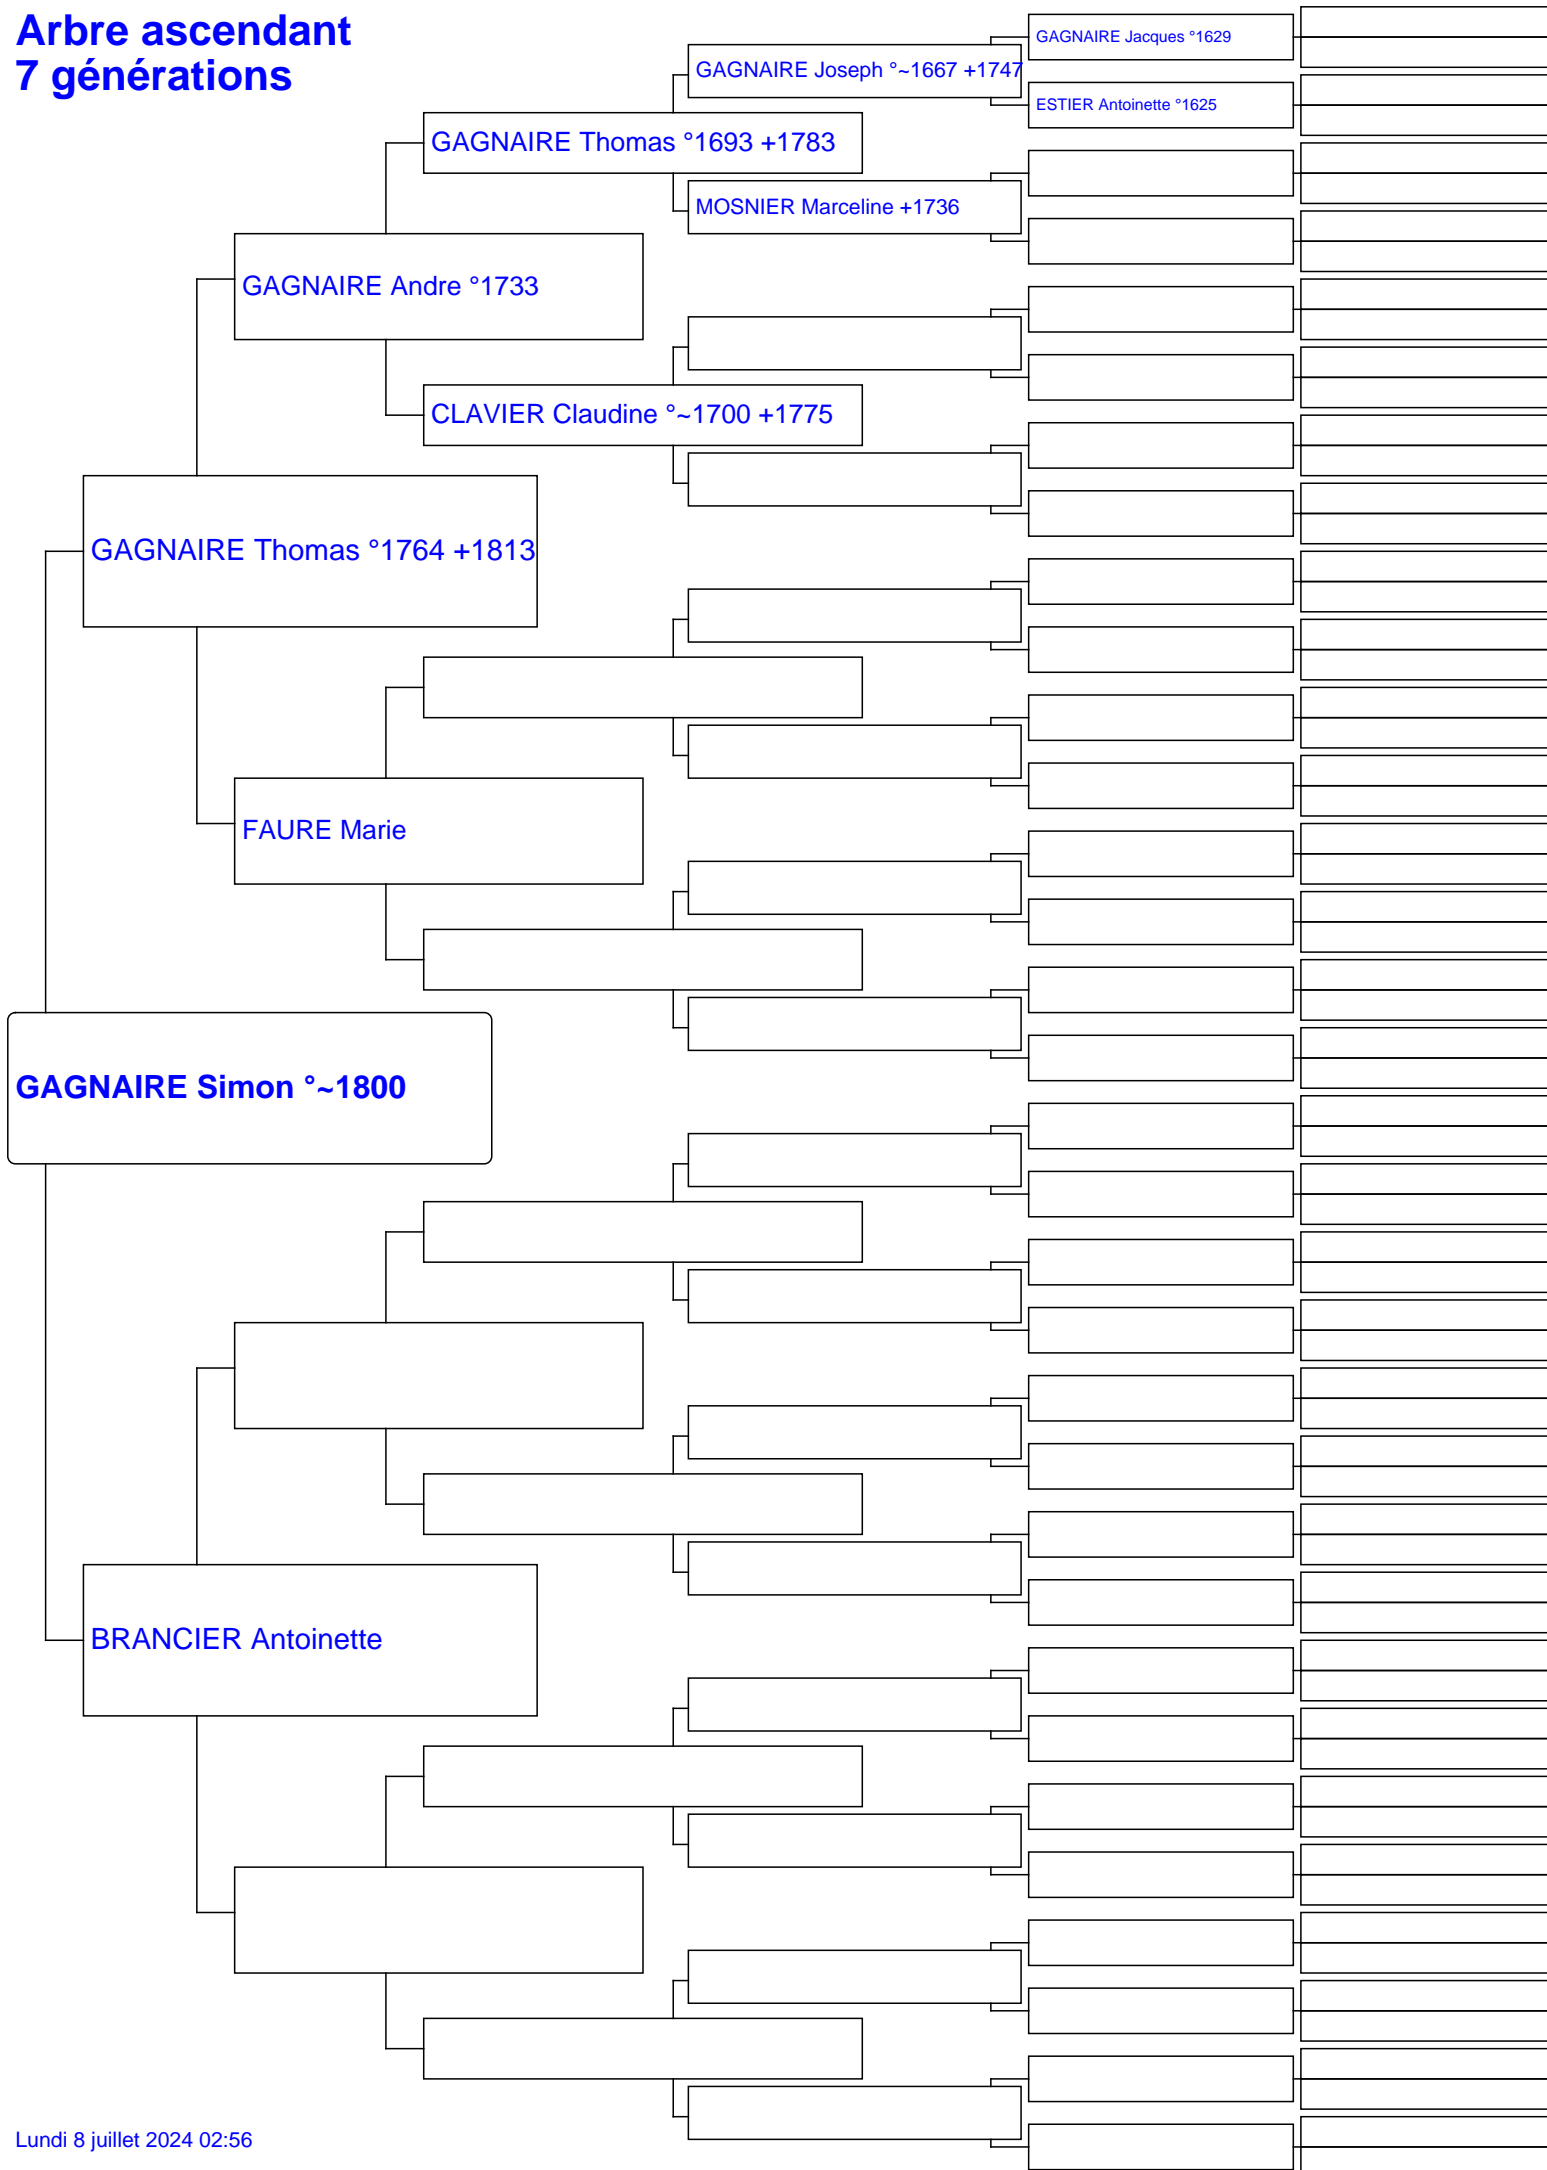 Arbre ascendant
7 générations
GAGNAIRE Jacques °1629
GAGNAIRE Joseph °~1667 +1747
ESTIER Antoinette °1625
GAGNAIRE Thomas °1693 +1783
MOSNIER Marceline +1736
GAGNAIRE Andre °1733
CLAVIER Claudine °~1700 +1775
GAGNAIRE Thomas °1764 +1813
FAURE Marie
GAGNAIRE Simon °~1800
BRANCIER Antoinette
Lundi 8 juillet 2024 02:56